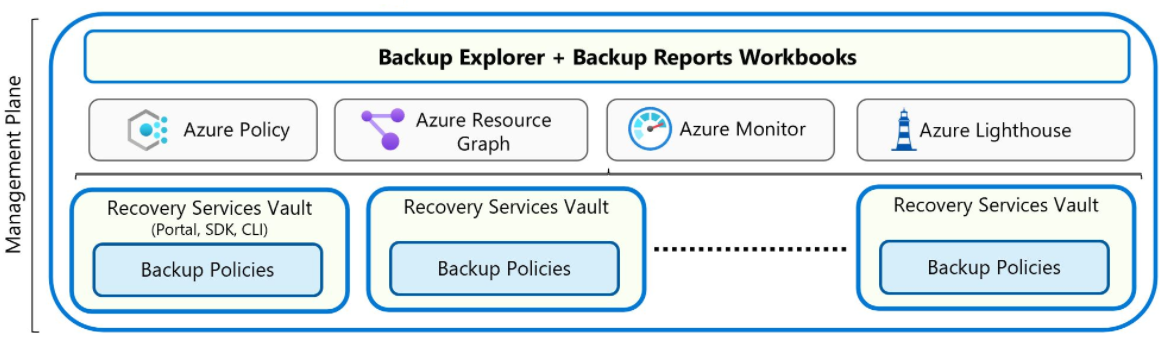 Management Plane
Backup Explorer + Backup Reports Workbooks
Azure Policy
Azure Resource
Graph
Azure Monitor
Azure Lighthouse
Recovery Services Vault
(Portal, SDK, CLI)
Backup Policies
Recovery Services Vault
Backup Policies
Recovery Services Vault
Backup Policies